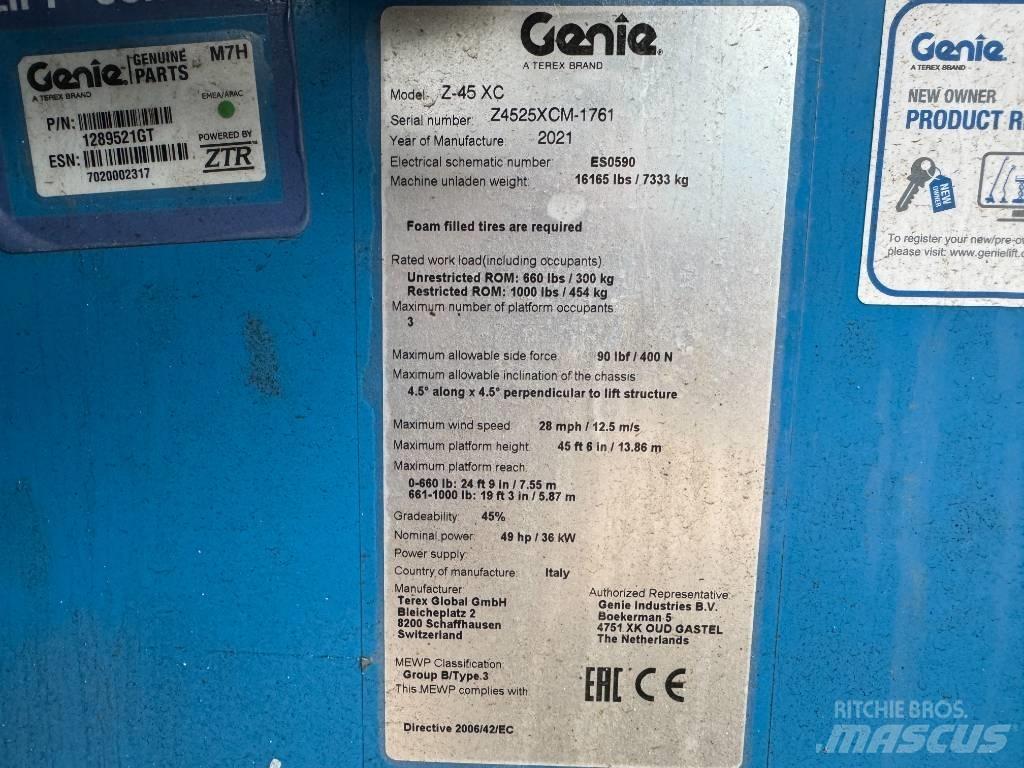 Genie GENUINE PARTS M7H
A TEREX BRAND
EMEA/APAC
P/N:
1289521GT
ESN:
7020002317
POWERED BY
ZTR
Genie
A TEREX BRAND
Model: Z-45 XC
Serial number: Z4525XCM-1761
Year of Manufacture: 2021
Electrical schematic number: ES0590
Machine unladen weight: 16165 lbs / 7333 kg
Foam filled tires are required
Rated work load(including occupants):
Unrestricted ROM: 660 lbs / 300 kg
Restricted ROM: 1000 lbs / 454 kg
Maximum number of platform occupants:
3
Maximum allowable side force: 90 lbf / 400 N
Maximum allowable inclination of the chassis:
4.5° along x 4.5° perpendicular to lift structure
Maximum wind speed: 28 mph / 12.5 m/s
Maximum platform height: 45 ft 6 in / 13.86 m
Maximum platform reach:
0-660 lb: 24 ft 9 in / 7.55 m
661-1000 lb: 19 ft 3 in / 5.87 m
Gradeability: 45%
Nominal power: 49 hp / 36 kW
Power supply:
Country of manufacture: Italy
Manufacturer:
Terex Global GmbH
Bleicheplatz 2
8200 Schaffhausen
Switzerland
Authorized Representative:
Genie Industries B.V.
Boekerman 5
4751 XK OUD GASTEL
The Netherlands
MEWP Classification:
Group B/Type.3
This MEWP complies with:
EAC CE
Directive 2006/42/EC
Genie
A TEREX BRAND
NEW OWNER
PRODUCT R
NEW OWNER
To register your new/pre-ow
please visit: www.genielift.c
RITCHIE BROS.
MASCUS